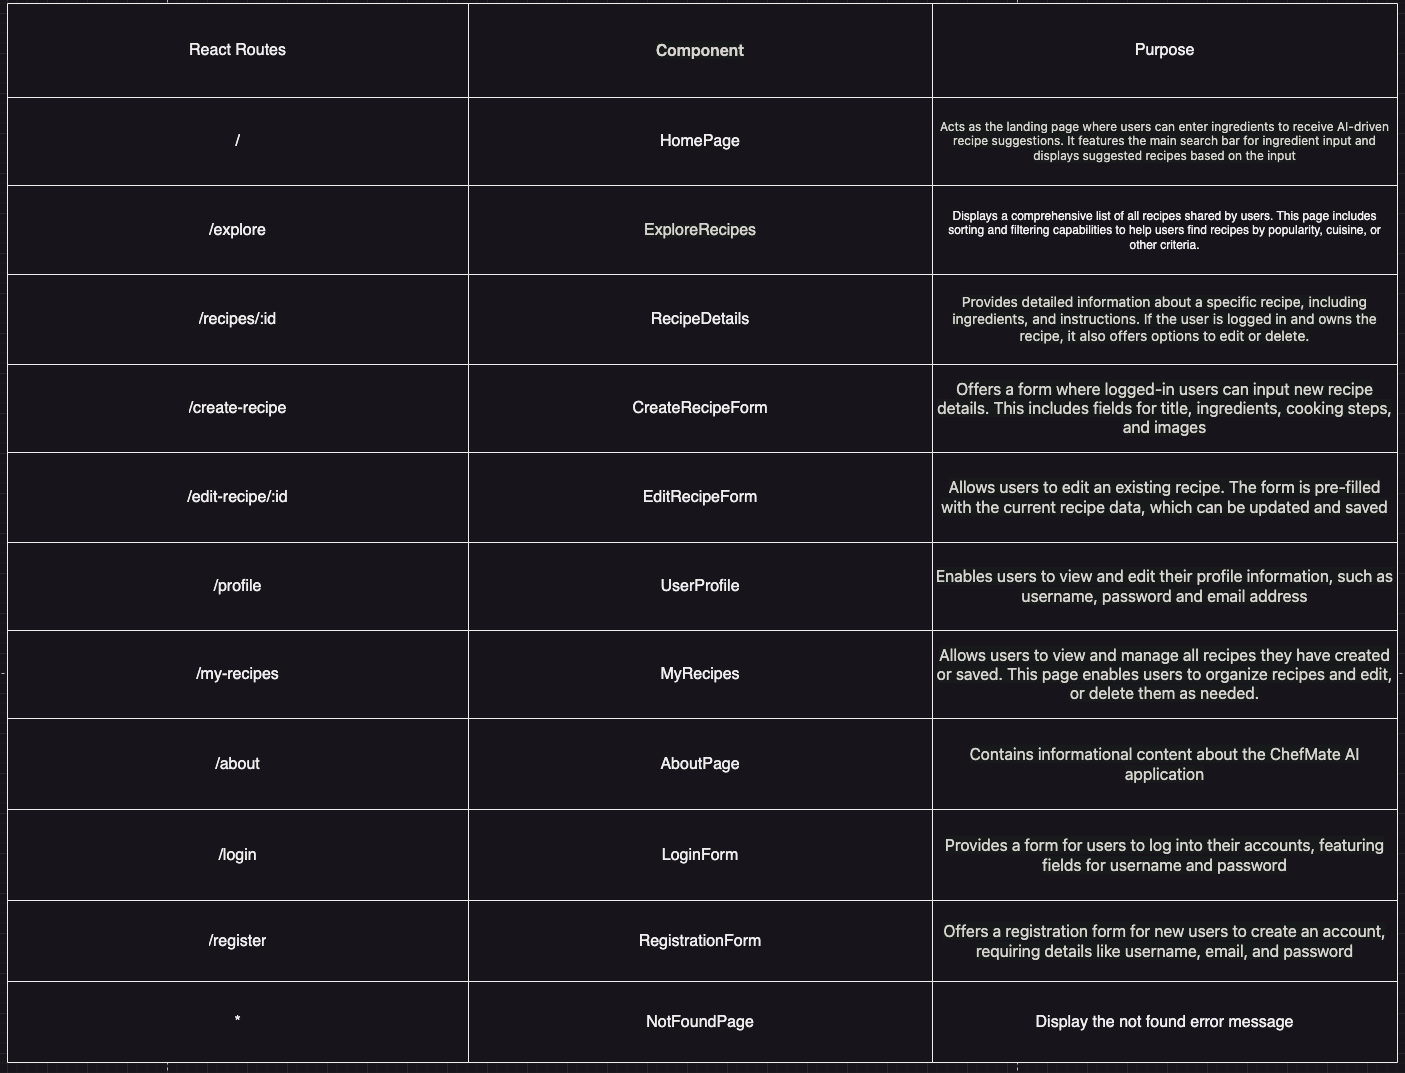 React Routes
Component
Purpose
/
HomePage
Acts as the landing page where users can enter ingredients to receive AI-driven
recipe suggestions. It features the main search bar for ingredient input and
displays suggested recipes based on the input
/explore
ExploreRecipes
Displays a comprehensive list of all recipes shared by users. This page includes
sorting and filtering capabilities to help users find recipes by popularity, cuisine, or
other criteria.
/recipes/:id
RecipeDetails
Provides detailed information about a specific recipe, including
ingredients, and instructions. If the user is logged in and owns the
recipe, it also offers options to edit or delete.
/create-recipe
CreateRecipeForm
Offers a form where logged-in users can input new recipe
details. This includes fields for title, ingredients, cooking steps,
and images
/edit-recipe/:id
EditRecipeForm
Allows users to edit an existing recipe. The form is pre-filled
with the current recipe data, which can be updated and saved
/profile
UserProfile
Enables users to view and edit their profile information, such as
username, password and email address
/my-recipes
MyRecipes
Allows users to view and manage all recipes they have created
or saved. This page enables users to organize recipes and edit,
or delete them as needed.
/about
AboutPage
Contains informational content about the ChefMate AI
application
/login
LoginForm
Provides a form for users to log into their accounts, featuring
fields for username and password
/register
RegistrationForm
Offers a registration form for new users to create an account,
requiring details like username, email, and password
*
NotFoundPage
Display the not found error message